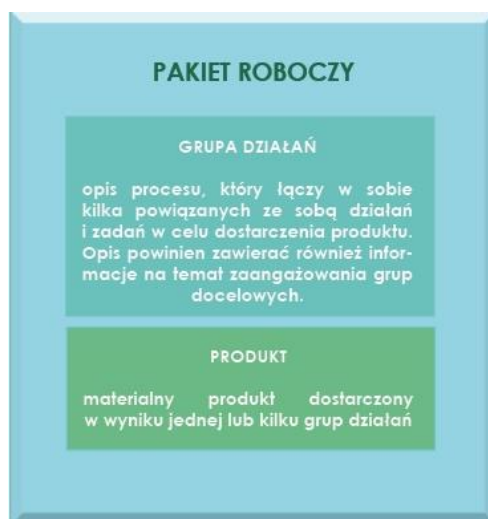 PAKIET ROBOCZY
GRUPA DZIAŁAŃ
opis procesu, który łączy w sobie
kilka powiązanych ze sobą działań
i zadań w celu dostarczenia produktu.
Opis powinien zawierać również infor-
macje na temat zaangażowania grup
docelowych.
PRODUKT
materialny produkt dostarczony
w wyniku jednej lub kilku grup działań